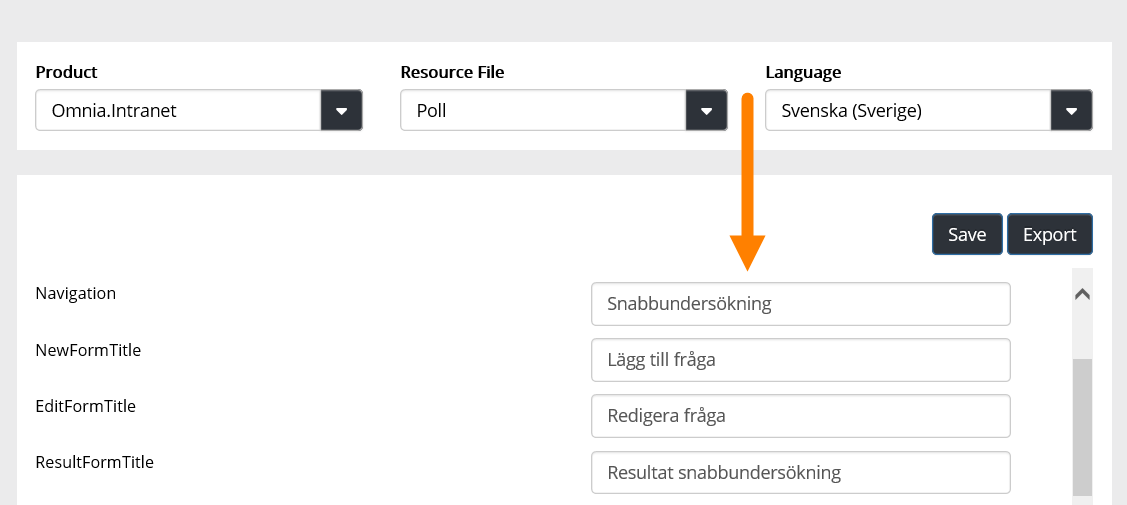 Product Resource File Language
Omnia.Intranet Poll Svenska (Sverige)
Save Export
Navigation Snabbundersökning
NewFormTitle Lägg till fråga
EditFormTitle Redigera fråga
ResultFormTitle Resultat snabbundersökning